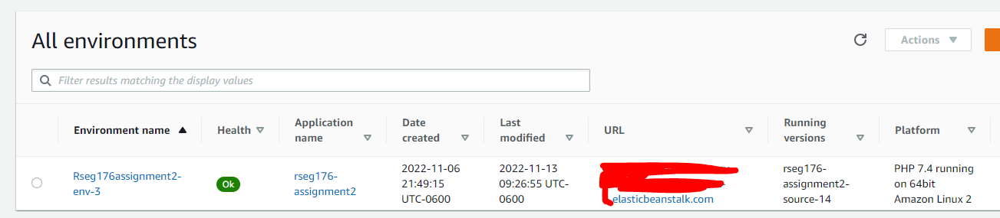 All environments
Actions
Filter results matching the display values
Environment name
Health
Application
name
Date
created
Last
modified
URL
Running
versions
Platform
Rseg176assignment2-
env-3
Ok
rseg176-
assignment2
2022-11-06
21:49:15
UTC-0600
2022-11-13
09:26:55 UTC-
0600
elasticbeanstalk.com
rseg176-
assignment2-
source-14
PHP 7.4 running
on 64bit
Amazon Linux 2